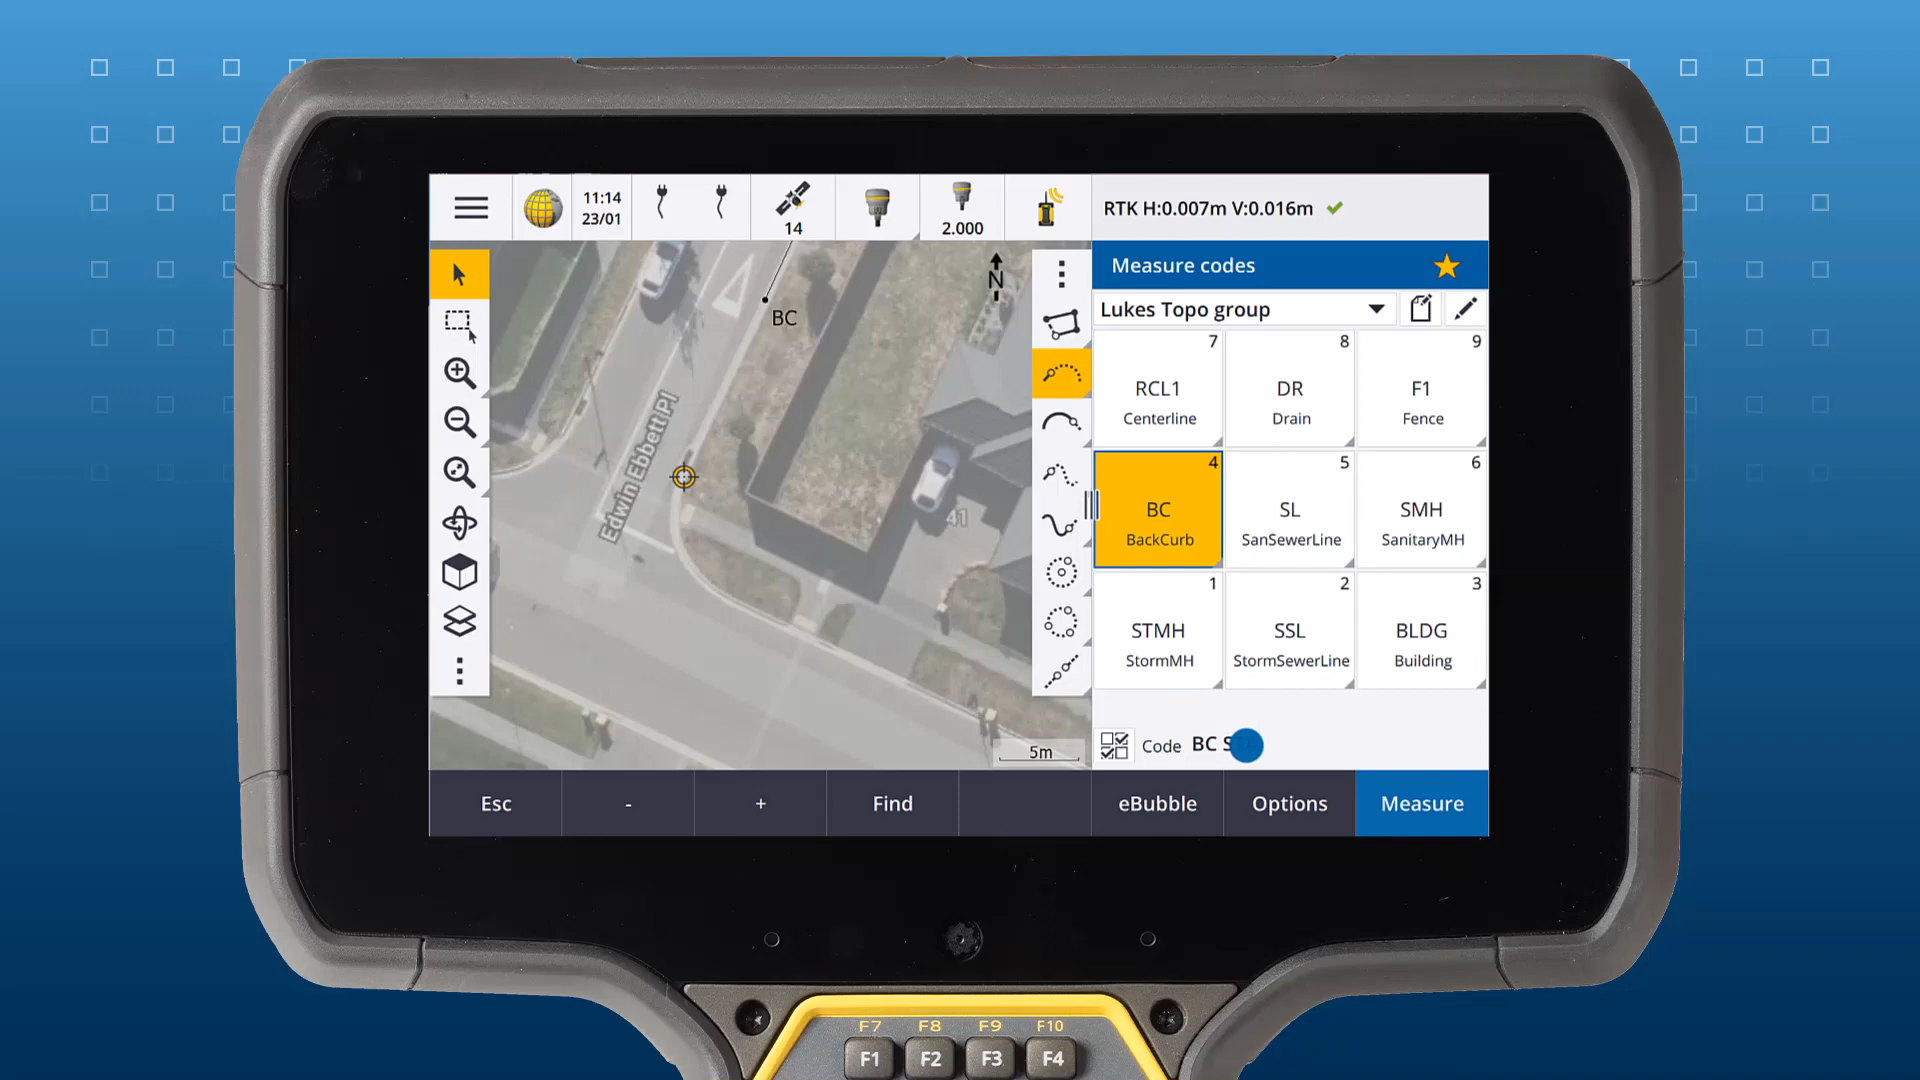 11:14
23/01
14
2.000
RTK H:0.007m V:0.016m
Measure codes
N
BC
Lukes Topo group
7
RCL1
Centerline
8
DR
Drain
9
F1
Fence
Edwin Ebbett Pl
41
4
BC
BackCurb
5
SL
SanSewerLine
6
SMH
SanitaryMH
1
STMH
StormMH
2
SSL
StormSewerLine
3
BLDG
Building
5m
Code BC
Esc - + Find eBubble Options Measure
F7 F8 F9 F10
F1 F2 F3 F4